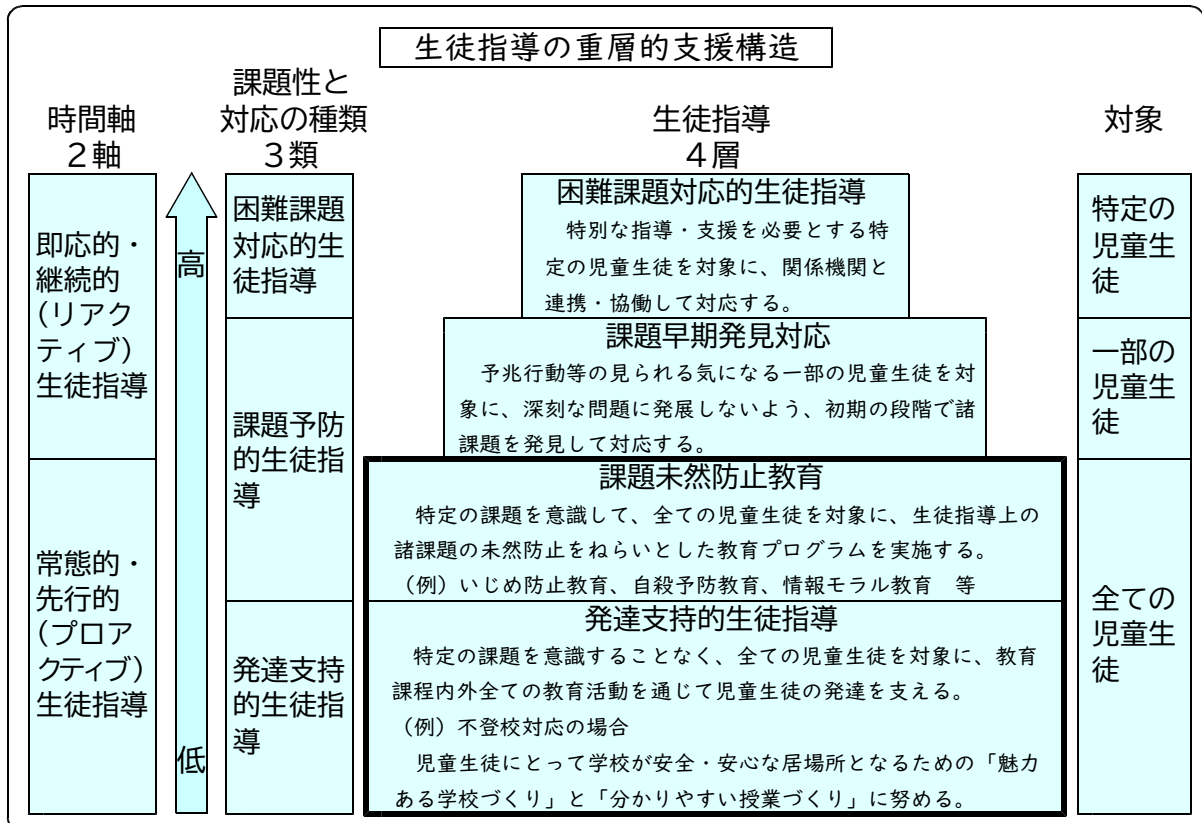 生徒指導の重層的支援構造
時間軸
2軸
課題性と
対応の種類
3類
生徒指導
4層
対象
即応的・
継続的
(リアク
ティブ)
生徒指導
常態的・
先行的
(プロア
クティブ)
生徒指導
高
低
困難課題
対応的生
徒指導
課題予防
的生徒指
導
発達支持
的生徒指
導
困難課題対応的生徒指導
特別な指導・支援を必要とする特
定の児童生徒を対象に、関係機関と
連携・協働して対応する。
課題早期発見対応
予兆行動等の見られる気になる一部の児童生徒を対
象に、深刻な問題に発展しないよう、初期の段階で諸
課題を発見して対応する。
課題未然防止教育
特定の課題を意識して、全ての児童生徒を対象に、生徒指導上の
諸課題の未然防止をねらいとした教育プログラムを実施する。
(例)いじめ防止教育、自殺予防教育、情報モラル教育 等
発達支持的生徒指導
特定の課題を意識することなく、全ての児童生徒を対象に、教育
課程内外全ての教育活動を通じて児童生徒の発達を支える。
(例)不登校対応の場合
児童生徒にとって学校が安全・安心な居場所となるための「魅力
ある学校づくり」と「分かりやすい授業づくり」に努める。
特定の
児童生
徒
一部の
児童生
徒
全ての
児童生
徒